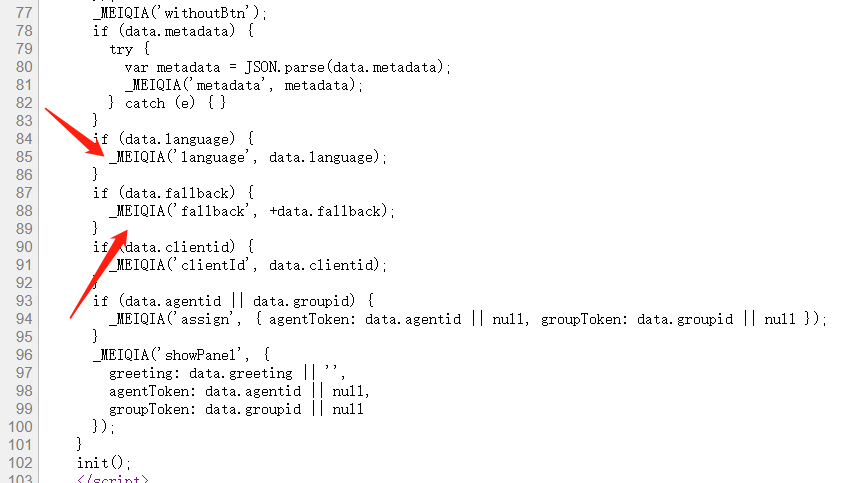 77 _MEIQIA('withoutBtn');
78 if (data.metadata) {
79 try {
80 var metadata = JSON.parse(data.metadata);
81 _MEIQIA('metadata', metadata);
82 } catch (e) { }
83 }
84 if (data.language) {
85 _MEIQIA('language', data.language);
86 }
87 if (data.fallback) {
88 _MEIQIA('fallback', +data.fallback);
89 }
90 if (data.clientid) {
91 _MEIQIA('clientId', data.clientid);
92 }
93 if (data.agentid || data.groupid) {
94 _MEIQIA('assign', { agentToken: data.agentid || null, groupToken: data.groupid || null });
95 }
96 _MEIQIA('showPanel', {
97 greeting: data.greeting || '',
98 agentToken: data.agentid || null,
99 groupToken: data.groupid || null
100 });
101 }
102 init();
103 </script>